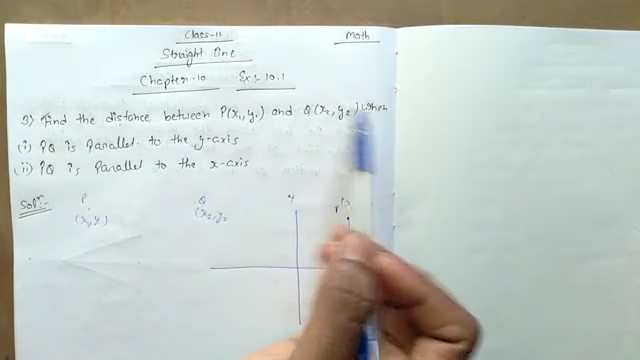 Class-11
Math
Straight line
Chapter-10 Ex:- 10.1
3) Find the distance between P(x₁, y₁) and Q(x₂, y₂) when
(i) PQ is Parallel to the y-axis
(ii) PQ is Parallel to the x-axis
Solⁿ:-
P Q y
(x₁, y₁) (x₂, y₂